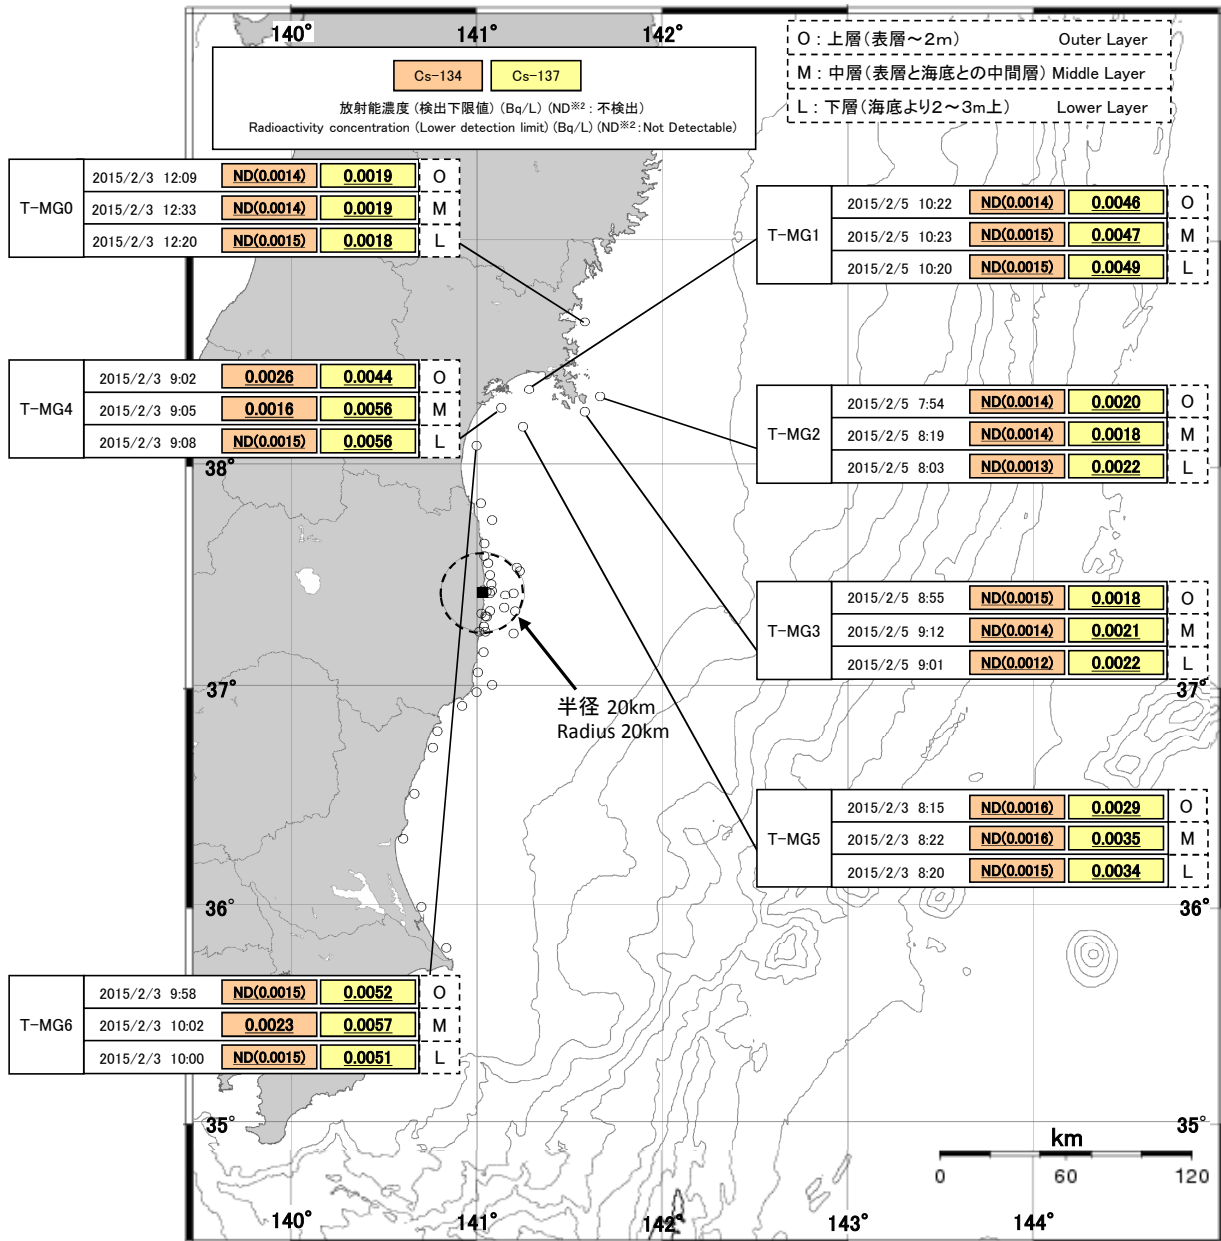 140°
141°
142°
O : 上層(表層～2m) Outer Layer
M : 中層(表層と海底との中間層) Middle Layer
L : 下層(海底より2～3m上) Lower Layer
Cs-134 Cs-137
放射能濃度 (検出下限値) (Bq/L) (ND※2 : 不検出)
Radioactivity concentration (Lower detection limit) (Bq/L) (ND※2 : Not Detectable)
T-MG0
2015/2/3 12:09 ND(0.0014) 0.0019 O
2015/2/3 12:33 ND(0.0014) 0.0019 M
2015/2/3 12:20 ND(0.0015) 0.0018 L
T-MG1
2015/2/5 10:22 ND(0.0014) 0.0046 O
2015/2/5 10:23 ND(0.0015) 0.0047 M
2015/2/5 10:20 ND(0.0015) 0.0049 L
T-MG4
2015/2/3 9:02 0.0026 0.0044 O
2015/2/3 9:05 0.0016 0.0056 M
2015/2/3 9:08 ND(0.0015) 0.0056 L
T-MG2
2015/2/5 7:54 ND(0.0014) 0.0020 O
2015/2/5 8:19 ND(0.0014) 0.0018 M
2015/2/5 8:03 ND(0.0013) 0.0022 L
38°
T-MG3
2015/2/5 8:55 ND(0.0015) 0.0018 O
2015/2/5 9:12 ND(0.0014) 0.0021 M
2015/2/5 9:01 ND(0.0012) 0.0022 L
37°
37°
半径 20km
Radius 20km
T-MG5
2015/2/3 8:15 ND(0.0016) 0.0029 O
2015/2/3 8:22 ND(0.0016) 0.0035 M
2015/2/3 8:20 ND(0.0015) 0.0034 L
36°
36°
T-MG6
2015/2/3 9:58 ND(0.0015) 0.0052 O
2015/2/3 10:02 0.0023 0.0057 M
2015/2/3 10:00 ND(0.0015) 0.0051 L
35°
35°
km
0 60 120
140°
141°
142°
143°
144°